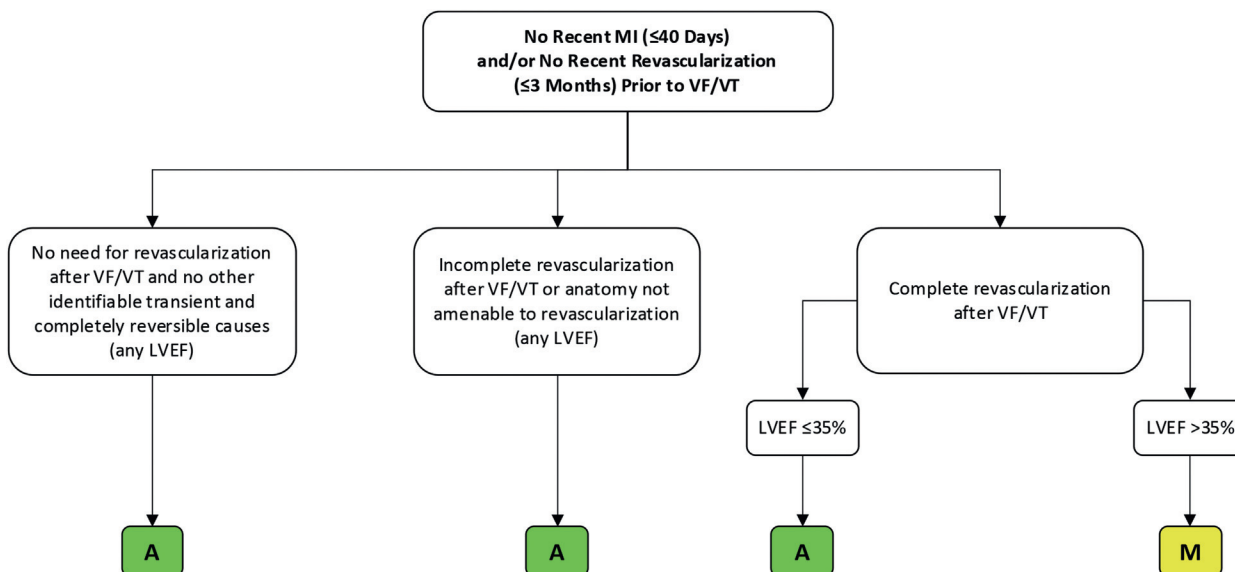 No Recent MI (≤40 Days)
and/or No Recent Revascularization
(≤3 Months) Prior to VF/VT
No need for revascularization
after VF/VT and no other
identifiable transient and
completely reversible causes
(any LVEF)
Incomplete revascularization
after VF/VT or anatomy not
amenable to revascularization
(any LVEF)
Complete revascularization
after VF/VT
LVEF ≤35%
LVEF >35%
A
A
A
M